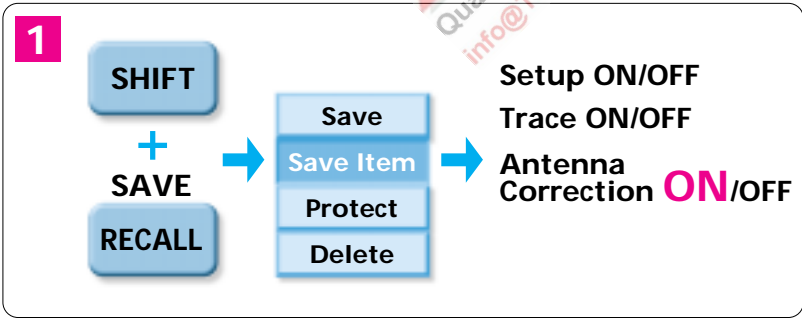 1
SHIFT
+
SAVE
RECALL
Save
Save Item
Protect
Delete
Setup ON/OFF
Trace ON/OFF
Antenna
Correction ON/OFF